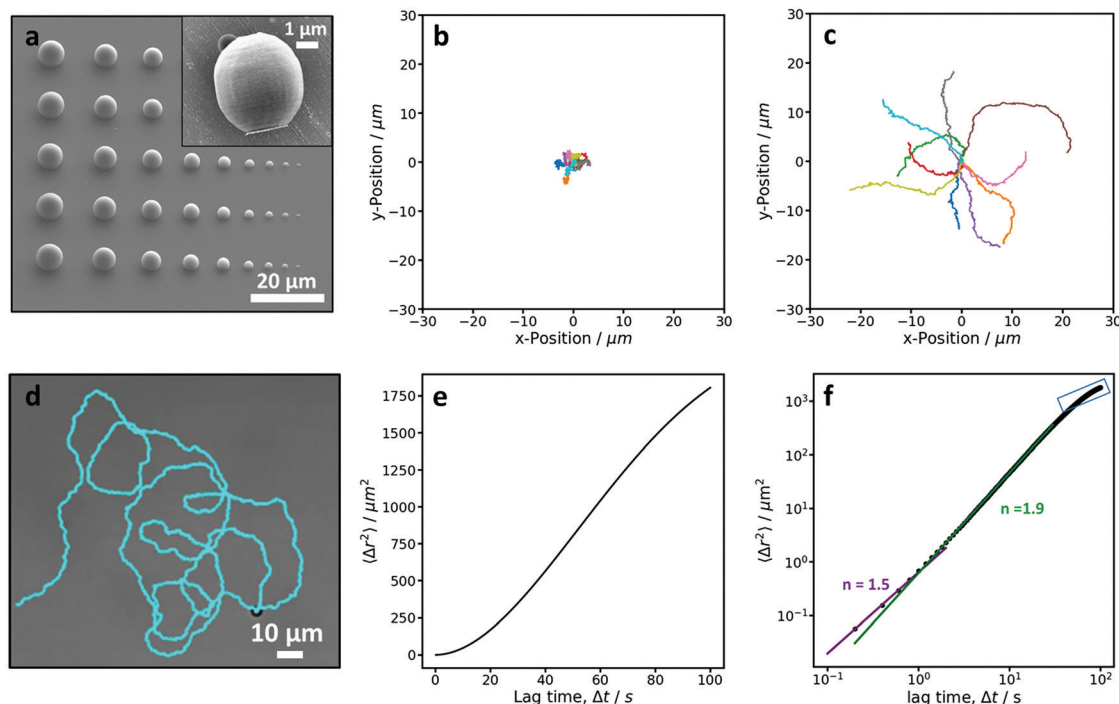 a
1 μm
20 μm
b
30
20
10
0
−10
−20
−30
−30 −20 −10 0 10 20 30
x-Position / μm
y-Position / μm
c
30
20
10
0
−10
−20
−30
−30 −20 −10 0 10 20 30
x-Position / μm
y-Position / μm
d
10 μm
e
1750
1500
1250
1000
750
500
250
0
0 20 40 60 80 100
Lag time, Δt / s
⟨Δr²⟩ / μm²
f
10³
10²
10¹
10⁰
10⁻¹
n =1.9
n = 1.5
10⁻¹ 10⁰ 10¹ 10²
lag time, Δt / s
⟨Δr²⟩ / μm²